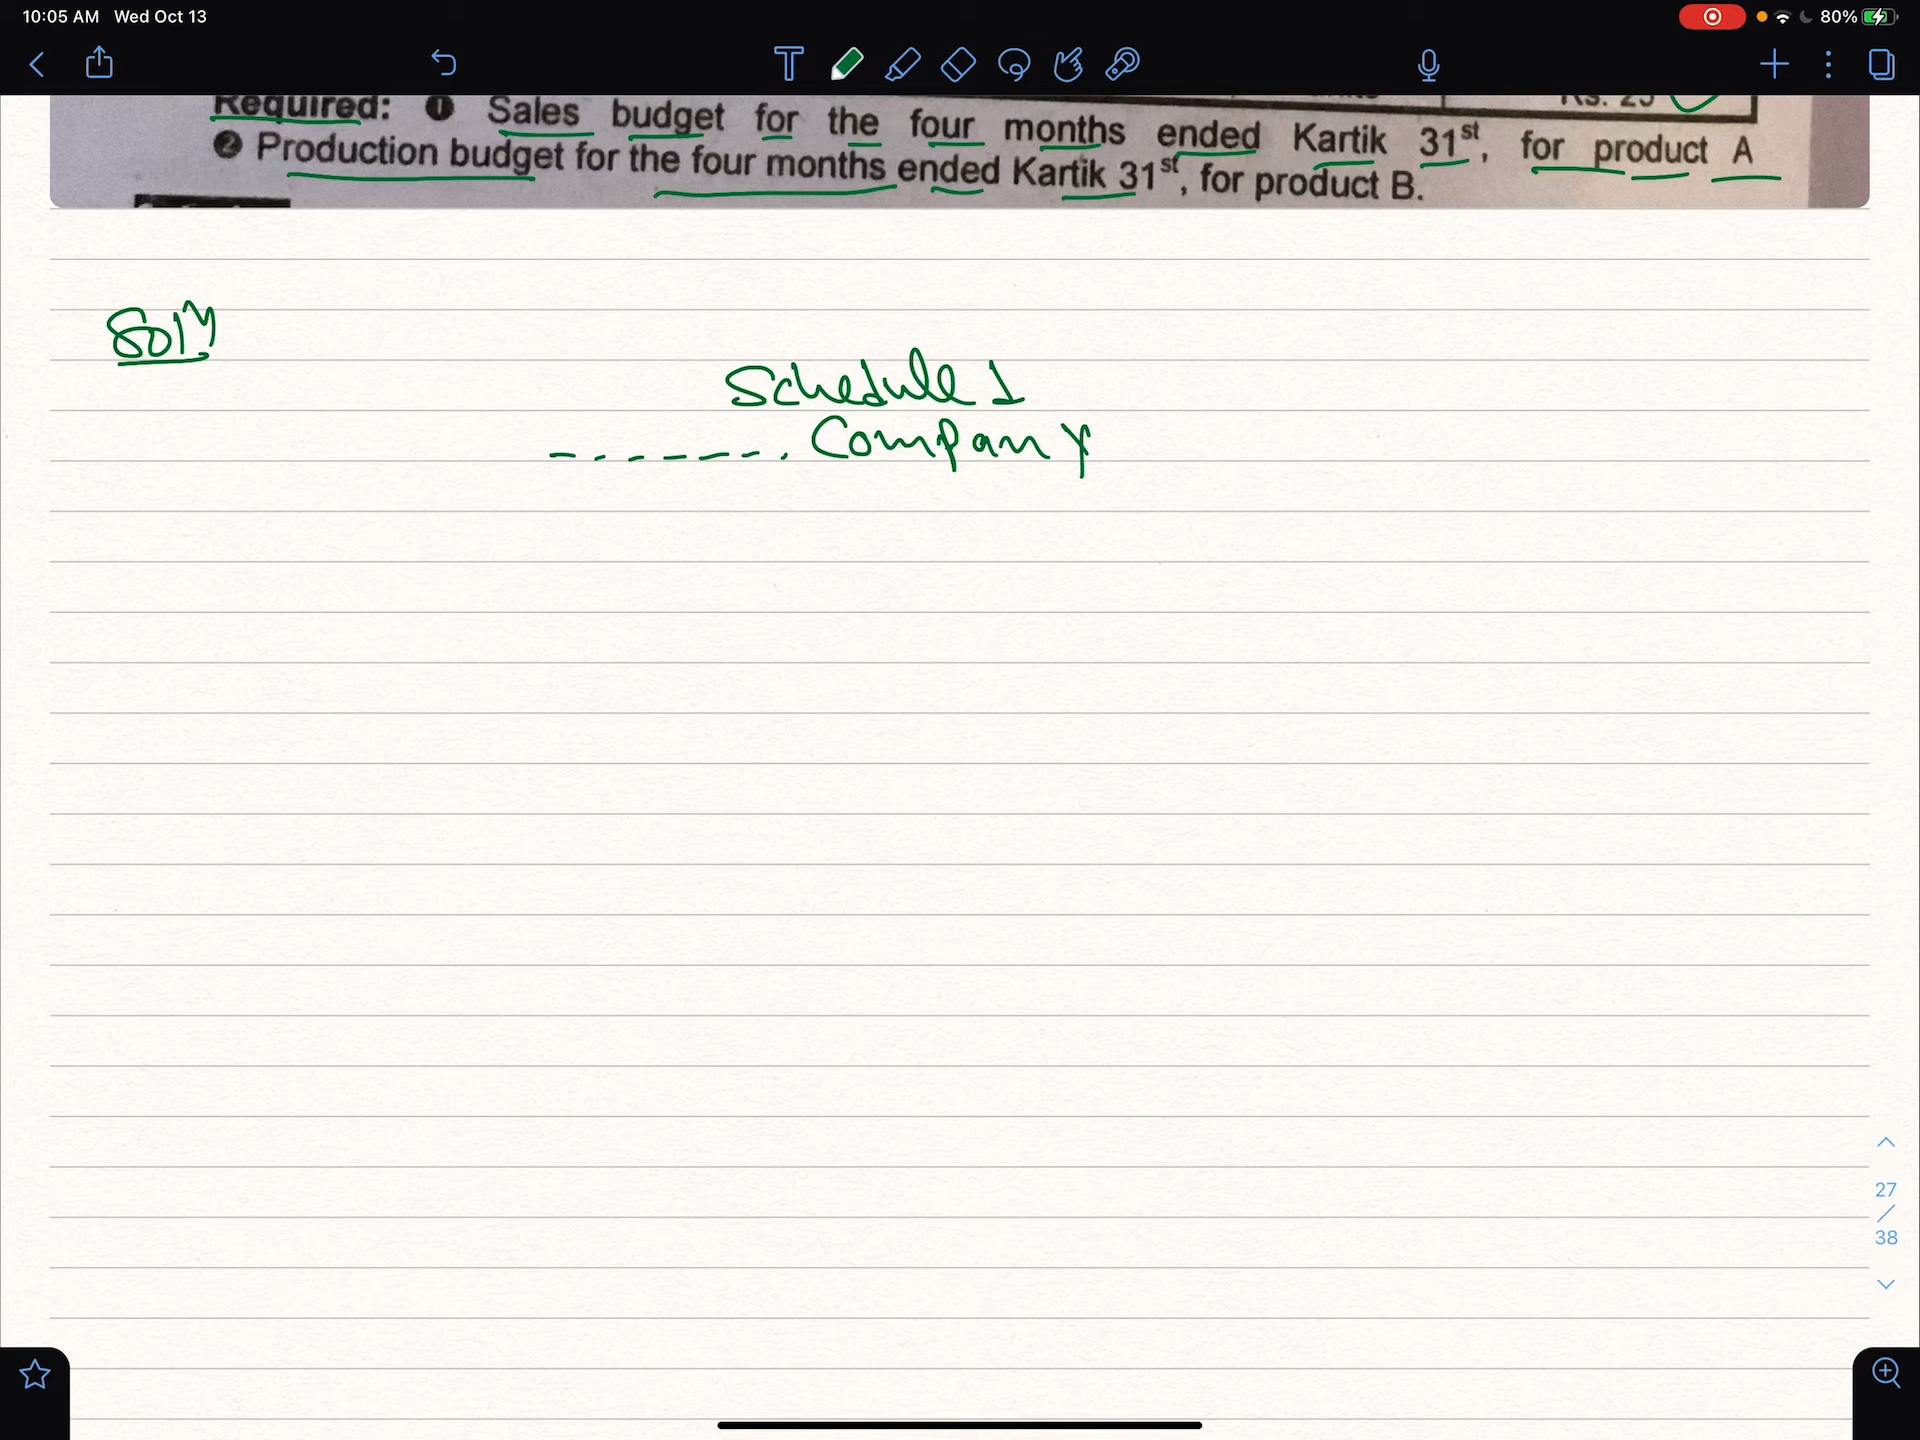 10:05 AM Wed Oct 13
80%
Rs. 25
Required: ❶ Sales budget for the four months ended Kartik 31st, for product A
❷ Production budget for the four months ended Kartik 31st, for product B.
Solⁿ
Schedule 1
-------. Company
27
/
38